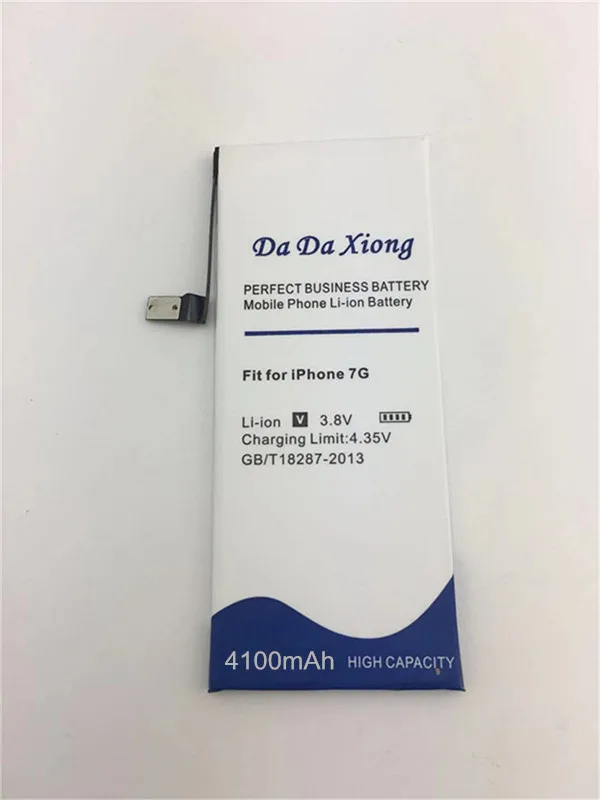 Da Da Xiong
PERFECT BUSINESS BATTERY
Mobile Phone Li-ion Battery
Fit for iPhone 7G
Li-ion V 3.8V
Charging Limit:4.35V
GB/T18287-2013
4100mAh HIGH CAPACITY